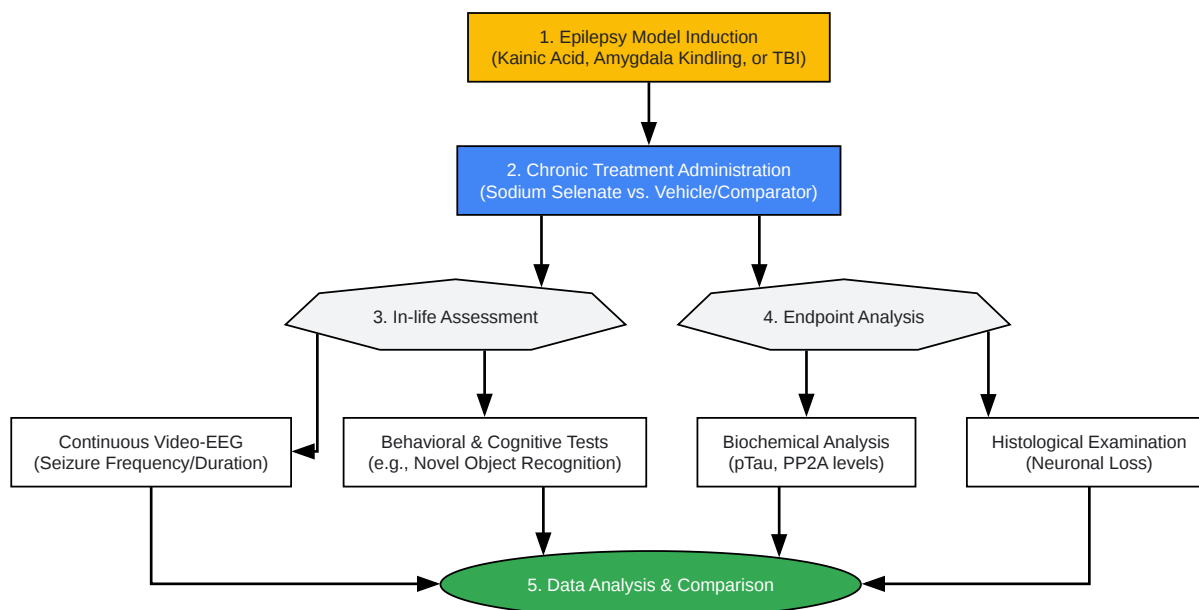 1. Epilepsy Model Induction
(Kainic Acid, Amygdala Kindling, or TBI)
2. Chronic Treatment Administration
(Sodium Selenate vs. Vehicle/Comparator)
3. In-life Assessment
4. Endpoint Analysis
Continuous Video-EEG
(Seizure Frequency/Duration)
Behavioral & Cognitive Tests
(e.g., Novel Object Recognition)
Biochemical Analysis
(pTau, PP2A levels)
Histological Examination
(Neuronal Loss)
5. Data Analysis & Comparison